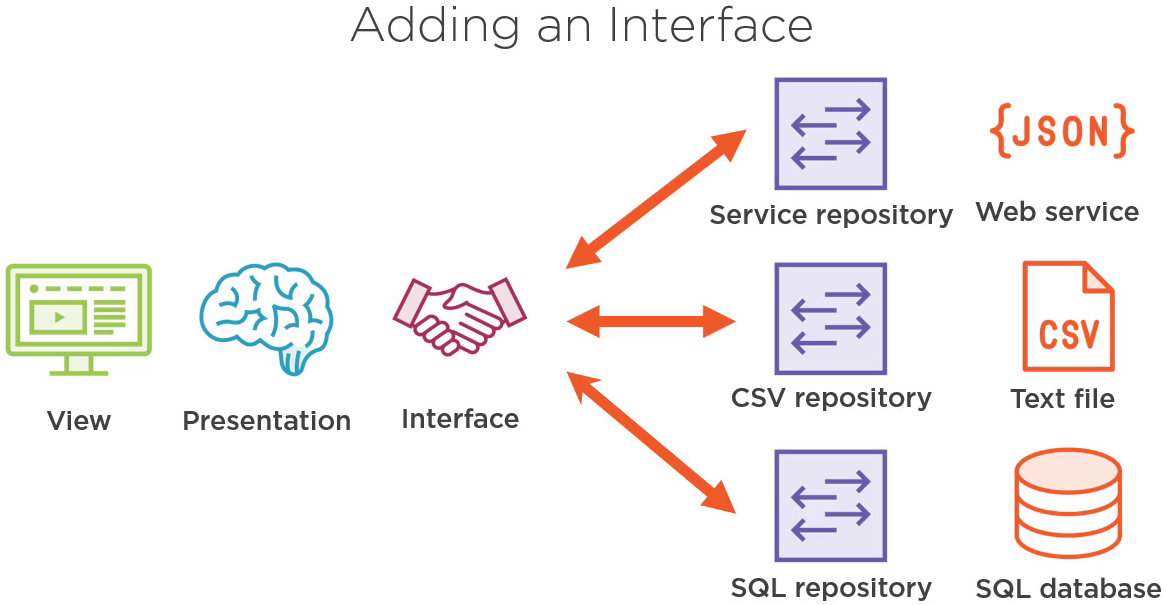 Adding an Interface
{JSON}
Service repository
Web service
View
Presentation
Interface
CSV
CSV repository
Text file
SQL repository
SQL database